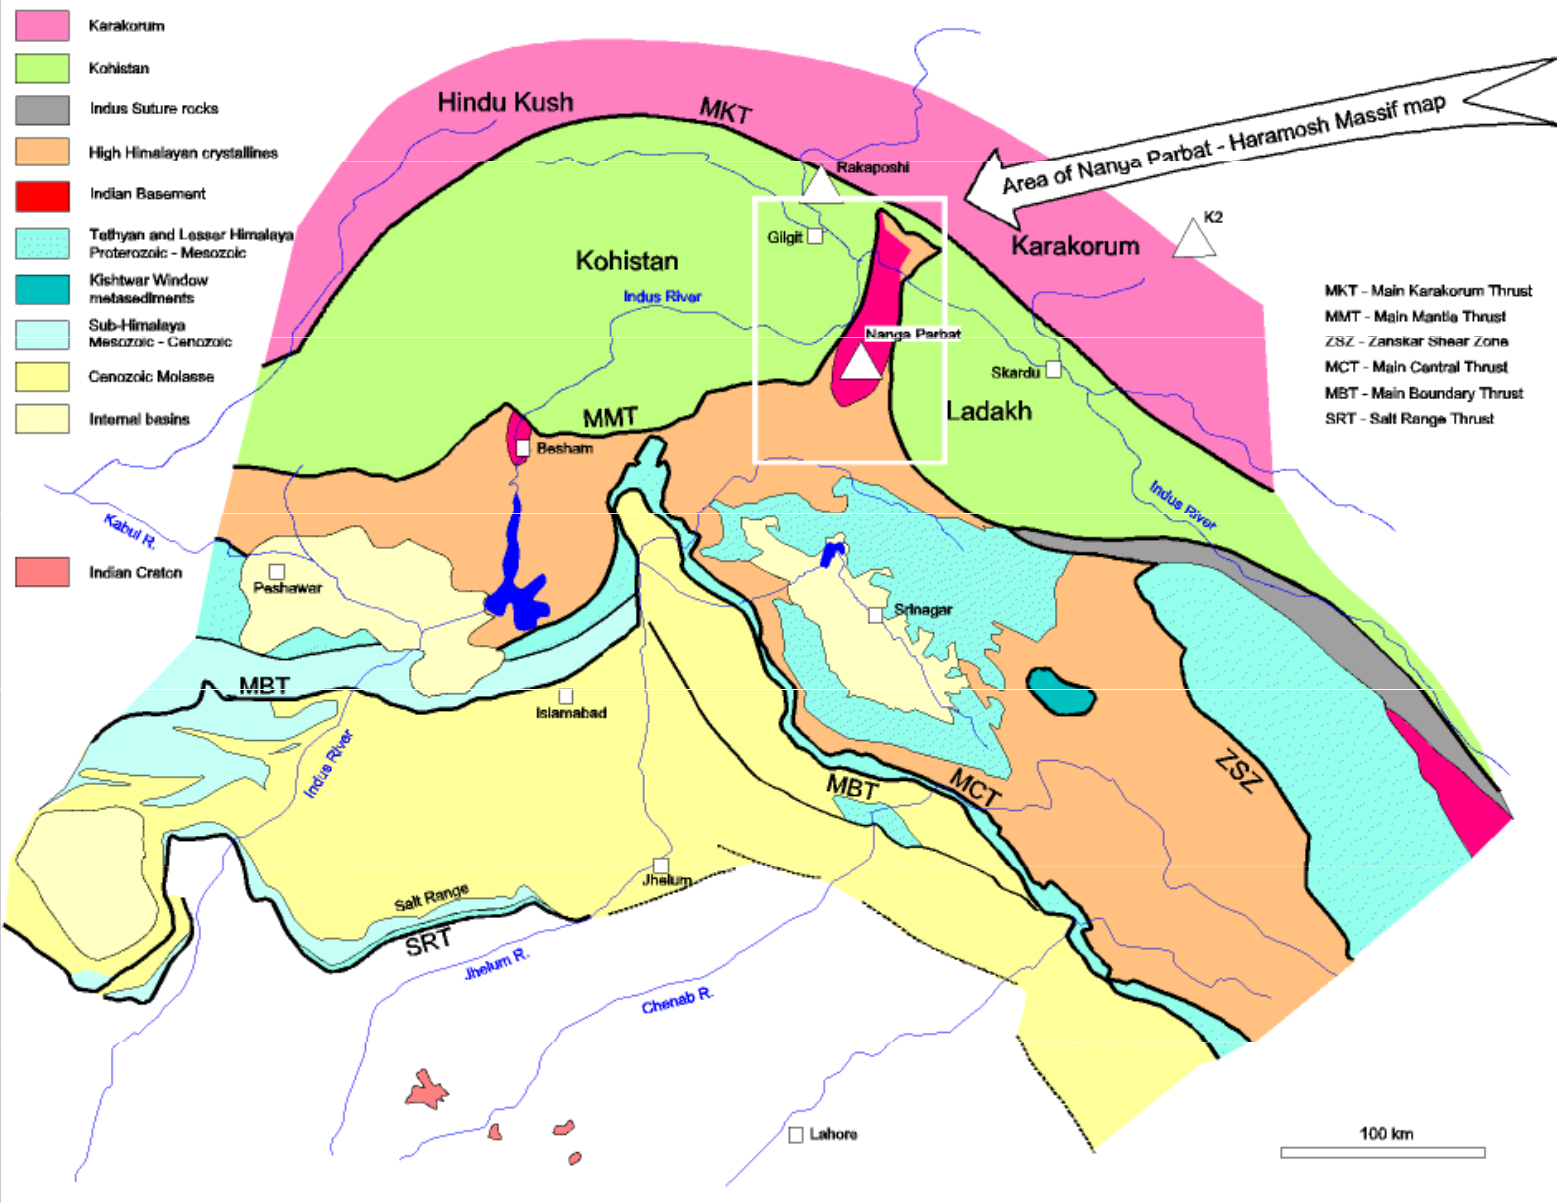 Karakorum
Kohistan
Indus Suture rocks
High Himalayan crystallines
Indian Basement
Tethyan and Lesser Himalaya
Proterozoic - Mesozoic
Kishtwar Window
metasediments
Sub-Himalaya
Mesozoic - Cenozoic
Cenozoic Molasse
Internal basins
Indian Craton
Hindu Kush
MKT
Rakaposhi
Area of Nanga Parbat - Haramosh Massif map
K2
Gilgit
Karakorum
Kohistan
Indus River
Nanga Parbat
Skardu
Ladakh
MMT
Besham
Indus River
Kabul R.
Peshawar
Srinagar
MBT
Islamabad
Indus River
ZSZ
MBT
MCT
Jhelum
Salt Range
SRT
Jhelum R.
Chenab R.
Lahore
MKT - Main Karakorum Thrust
MMT - Main Mantle Thrust
ZSZ - Zanskar Shear Zone
MCT - Main Central Thrust
MBT - Main Boundary Thrust
SRT - Salt Range Thrust
100 km